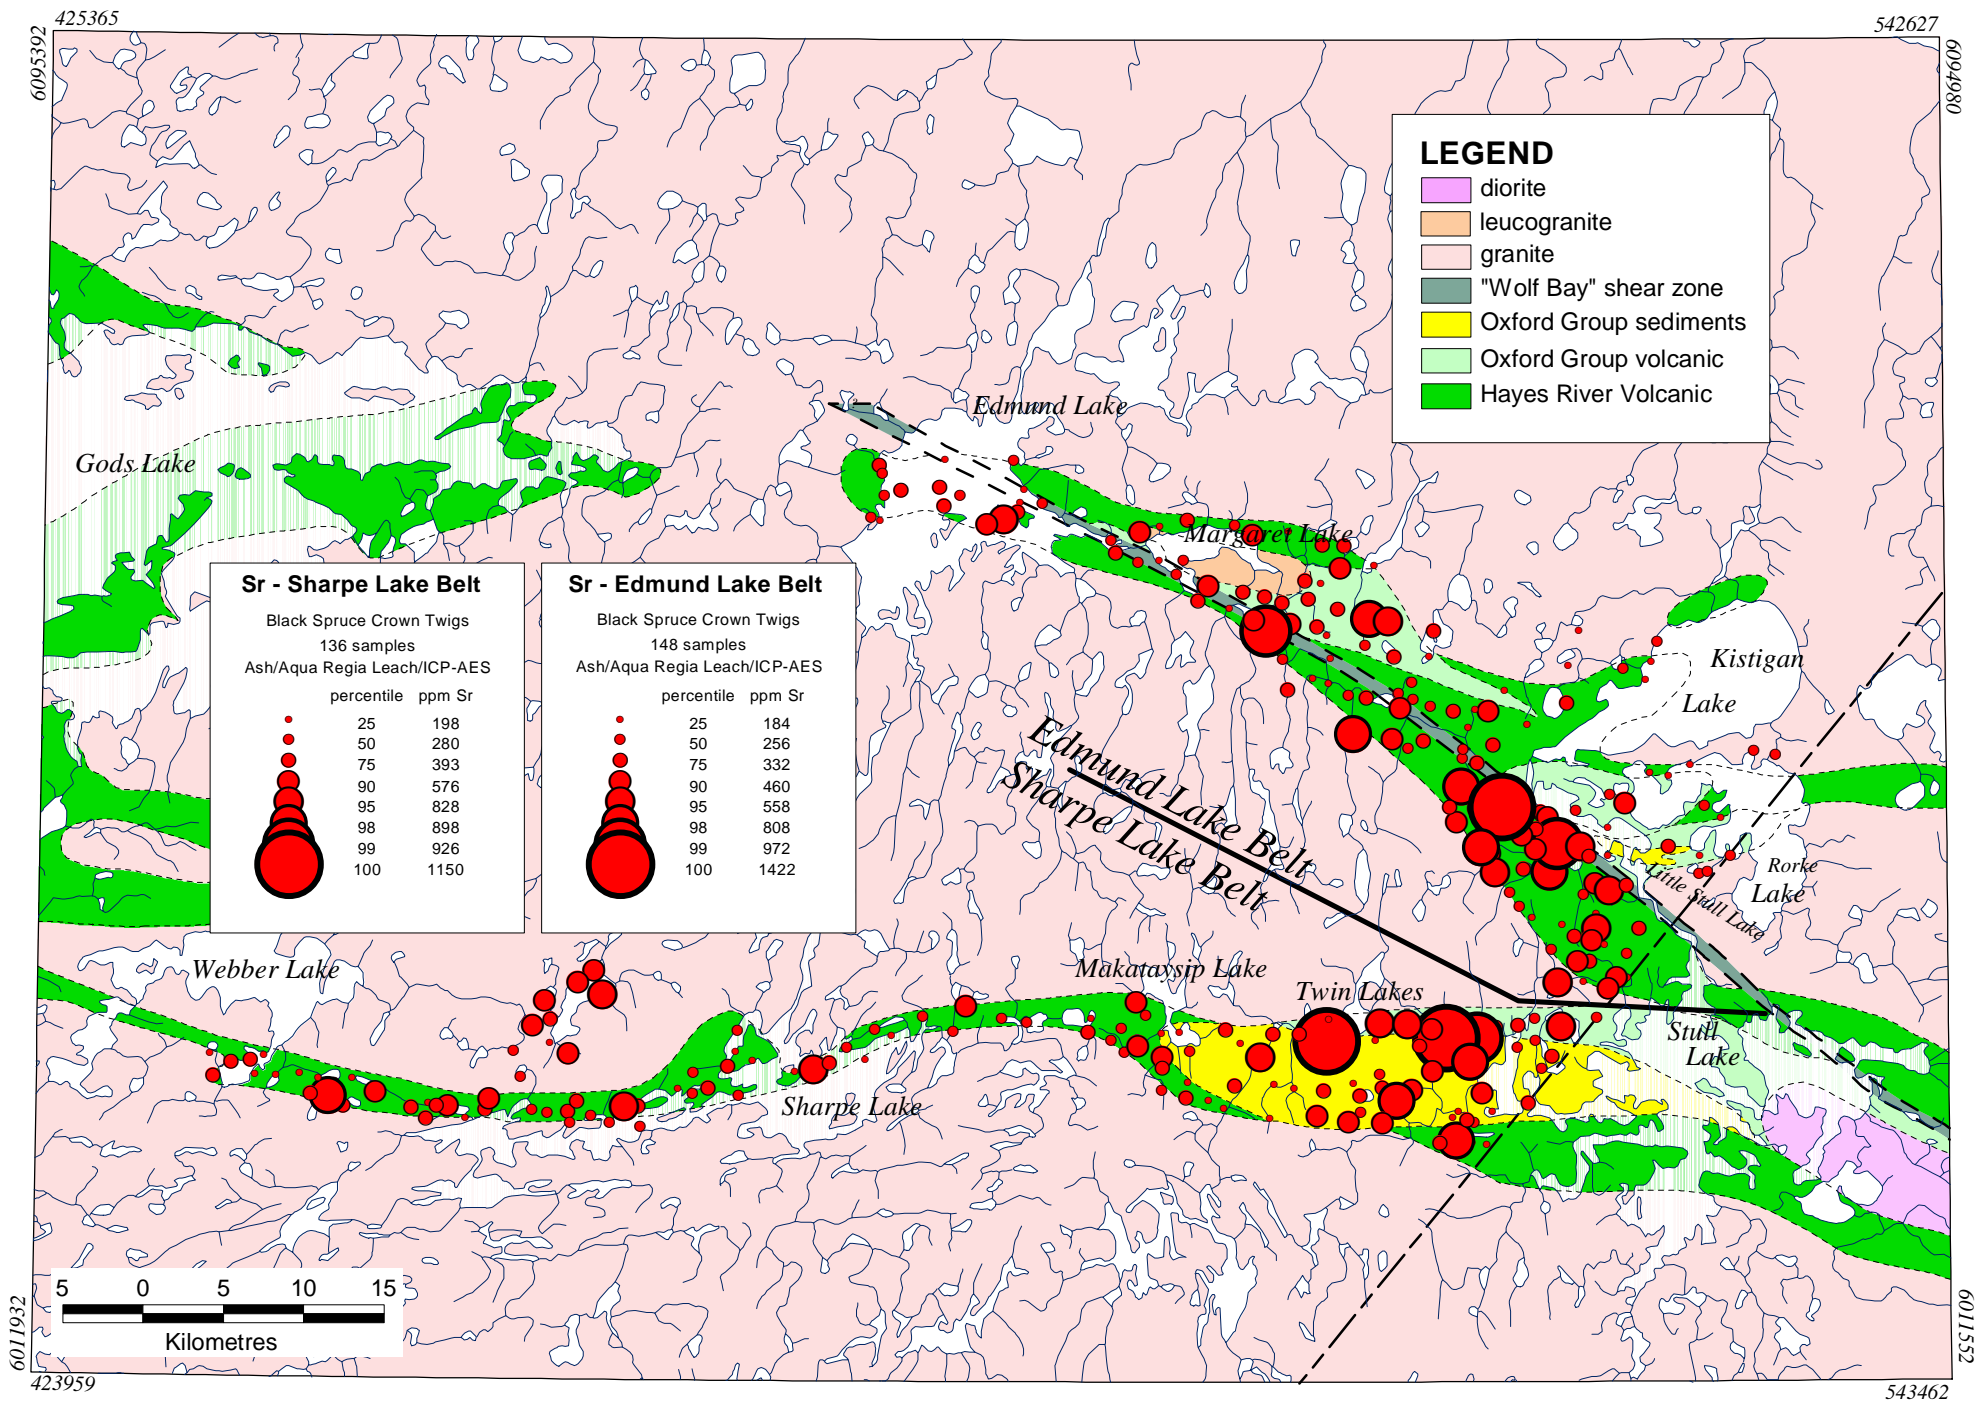 425365
542627
6095392
6094980
LEGEND
diorite
leucogranite
granite
"Wolf Bay" shear zone
Oxford Group sediments
Oxford Group volcanic
Hayes River Volcanic
Edmund Lake
Gods Lake
Margaret Lake
Sr - Sharpe Lake Belt
Black Spruce Crown Twigs
136 samples
Ash/Aqua Regia Leach/ICP-AES
percentile ppm Sr
25 198
50 280
75 393
90 576
95 828
98 898
99 926
100 1150
Sr - Edmund Lake Belt
Black Spruce Crown Twigs
148 samples
Ash/Aqua Regia Leach/ICP-AES
percentile ppm Sr
25 184
50 256
75 332
90 460
95 558
98 808
99 972
100 1422
Kistigan
Lake
Edmund Lake Belt
Sharpe Lake Belt
Rorke
Lake
Little Stull Lake
Webber Lake
Makataysip Lake
Twin Lakes
Stull
Lake
Sharpe Lake
5 0 5 10 15
Kilometres
6011932
6011552
423959
543462